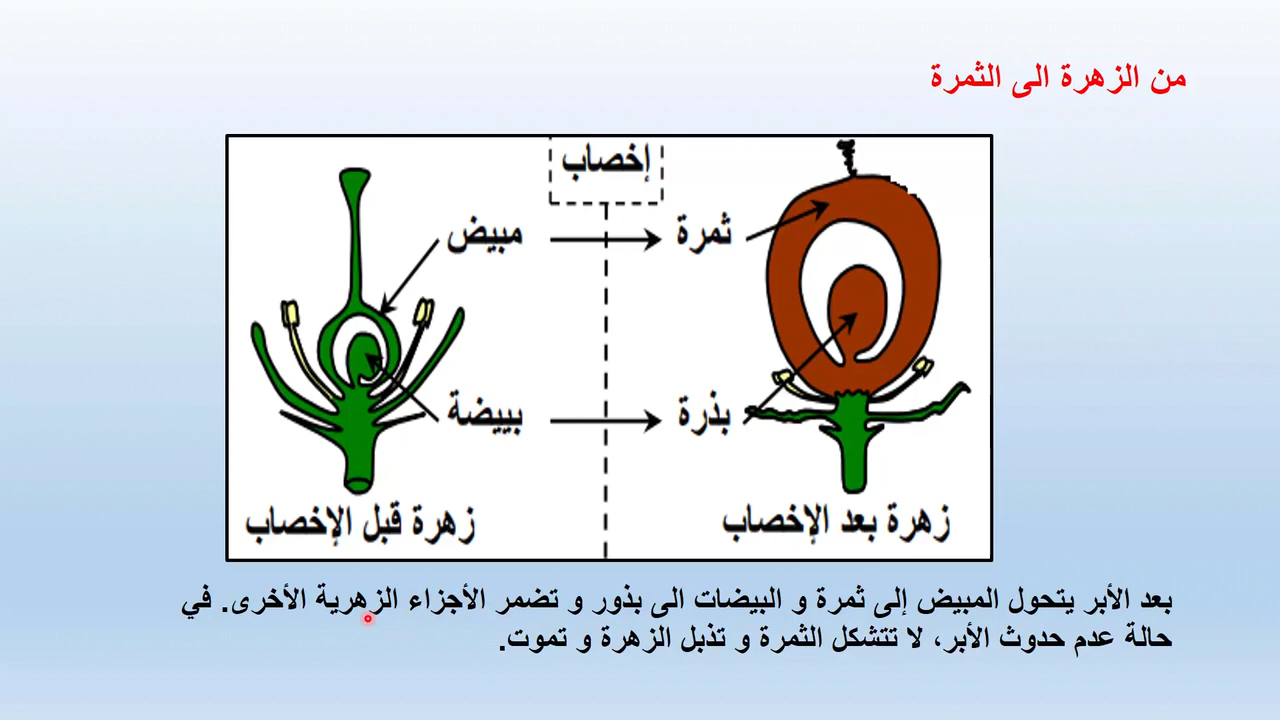 من الزهرة الى الثمرة
إخصاب
ثمرة
مبيض
بذرة
بييضة
زهرة بعد الإخصاب
زهرة قبل الإخصاب
بعد الأبر يتحول المبيض إلى ثمرة و البيضات الى بذور و تضمر الأجزاء الزهرية الأخرى. في
حالة عدم حدوث الأبر، لا تتشكل الثمرة و تذبل الزهرة و تموت.